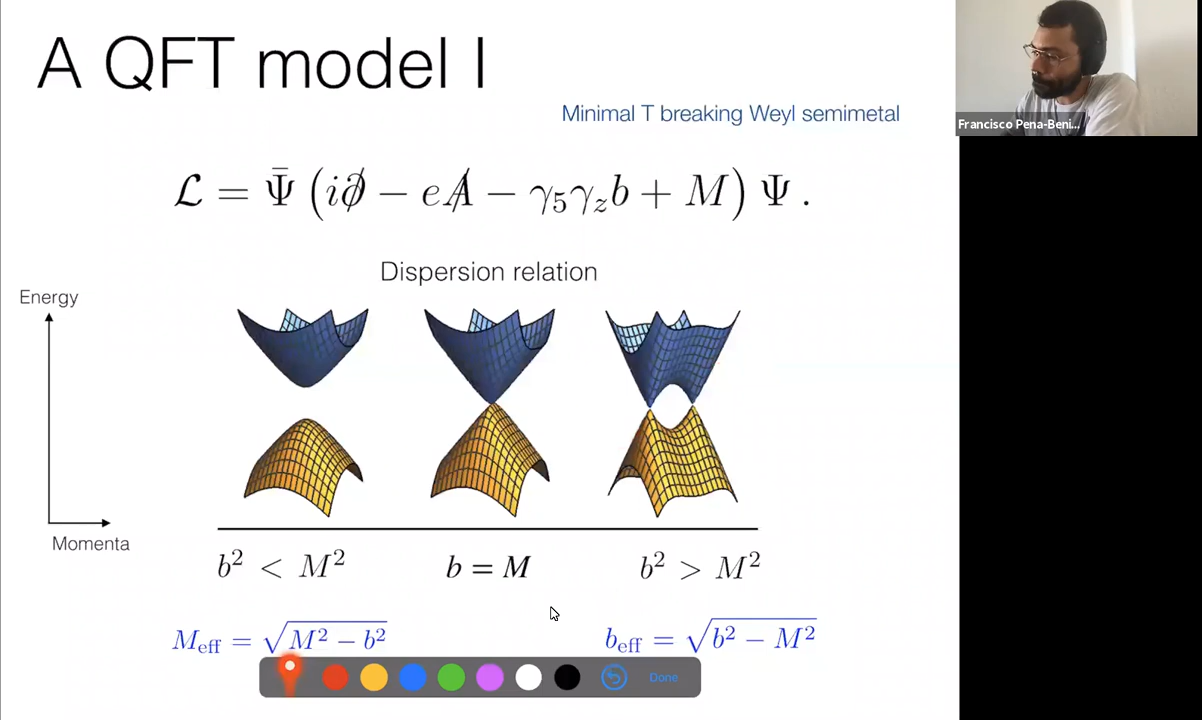 A QFT model I
Minimal T breaking Weyl semimetal
ℒ = Ψ̄ (i∂̸ − eA̸ − γ₅γ_z b + M) Ψ .
Dispersion relation
Energy
Momenta
b² < M²
b = M
b² > M²
M_eff = √(M² − b²)
b_eff = √(b² − M²)
Done
Francisco Pena-Beni...